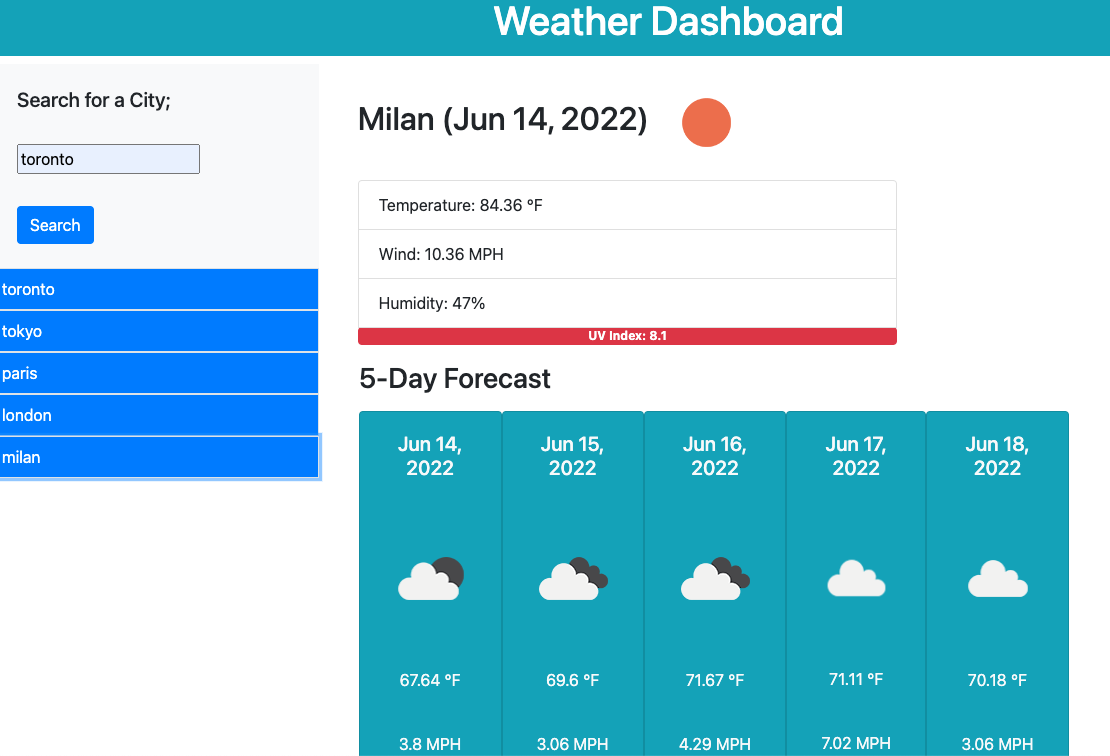 Weather Dashboard
Search for a City;
toronto
Search
toronto
tokyo
paris
london
milan
Milan (Jun 14, 2022)
Temperature: 84.36 °F
Wind: 10.36 MPH
Humidity: 47%
UV Index: 8.1
5-Day Forecast
Jun 14,
2022
67.64 °F
3.8 MPH
Jun 15,
2022
69.6 °F
3.06 MPH
Jun 16,
2022
71.67 °F
4.29 MPH
Jun 17,
2022
71.11 °F
7.02 MPH
Jun 18,
2022
70.18 °F
3.06 MPH